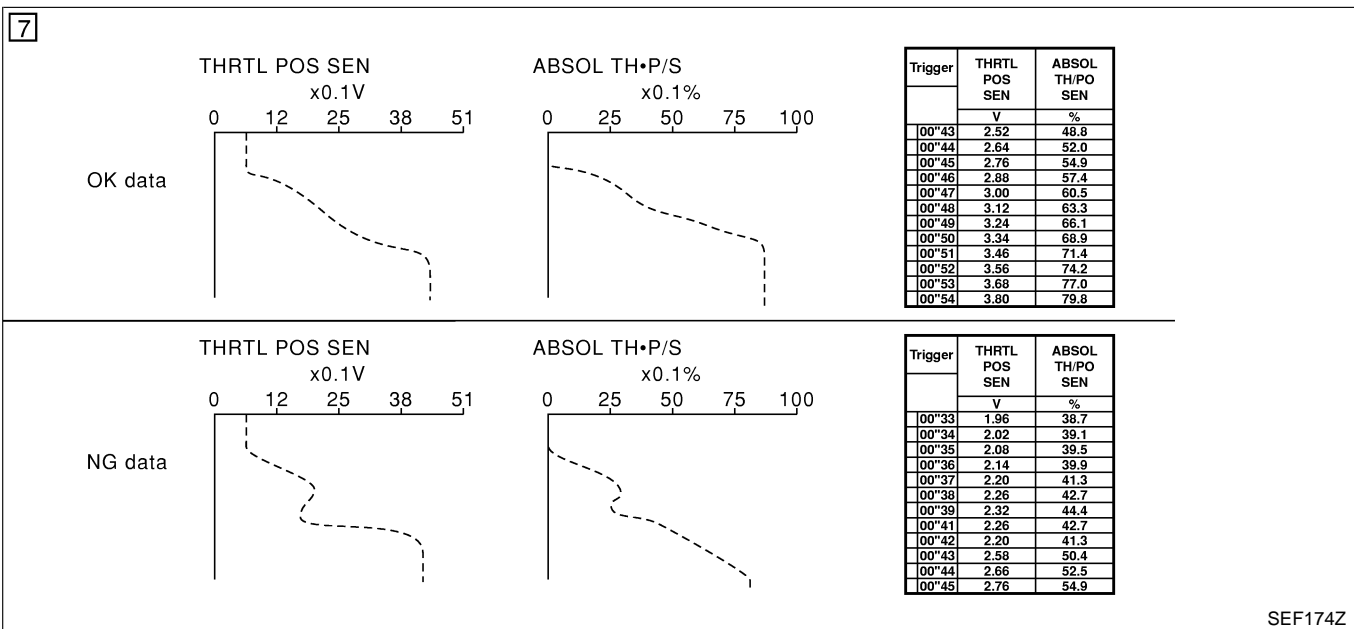 7
THRTL POS SEN
x0.1V
0 12 25 38 51
ABSOL TH•P/S
x0.1%
0 25 50 75 100
OK data
Trigger THRTL POS SEN ABSOL TH/PO SEN
V %
00"43 2.52 48.8
00"44 2.64 52.0
00"45 2.76 54.9
00"46 2.88 57.4
00"47 3.00 60.5
00"48 3.12 63.3
00"49 3.24 66.1
00"50 3.34 68.9
00"51 3.46 71.4
00"52 3.56 74.2
00"53 3.68 77.0
00"54 3.80 79.8
THRTL POS SEN
x0.1V
0 12 25 38 51
ABSOL TH•P/S
x0.1%
0 25 50 75 100
NG data
Trigger THRTL POS SEN ABSOL TH/PO SEN
V %
00"33 1.96 38.7
00"34 2.02 39.1
00"35 2.08 39.5
00"36 2.14 39.9
00"37 2.20 41.3
00"38 2.26 42.7
00"39 2.32 44.4
00"41 2.26 42.7
00"42 2.20 41.3
00"43 2.58 50.4
00"44 2.66 52.5
00"45 2.76 54.9
SEF174Z